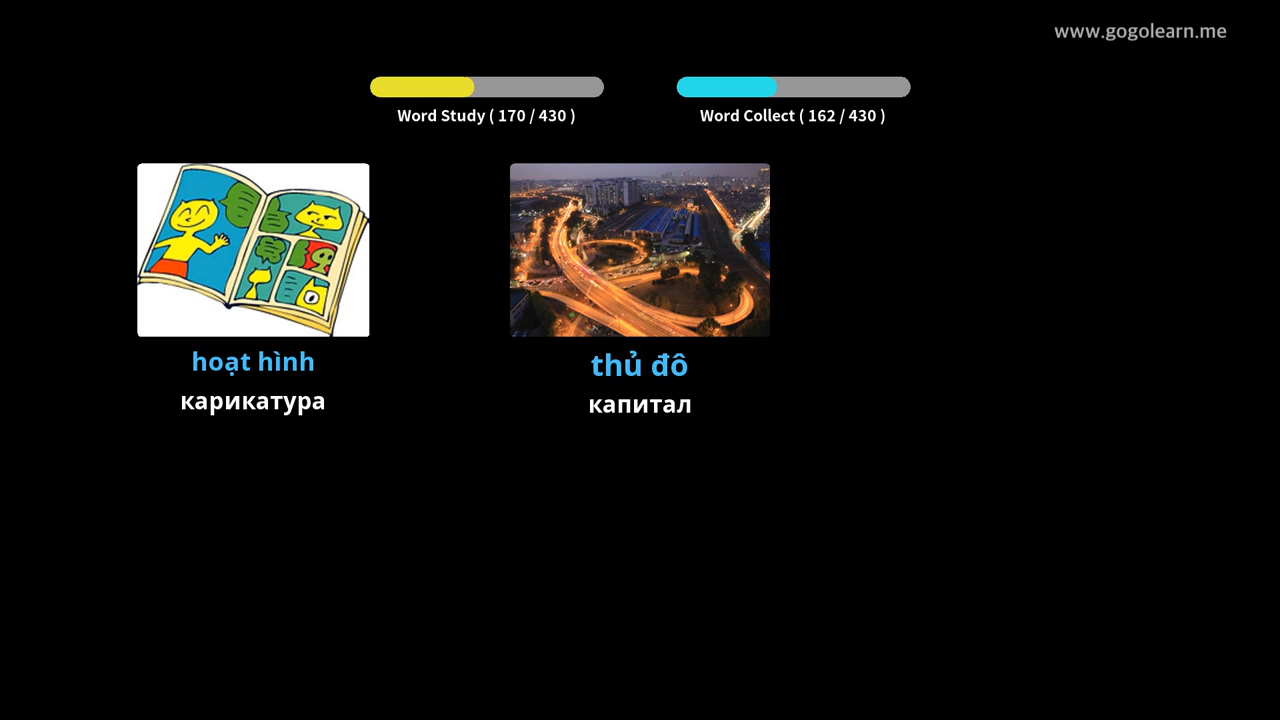 www.gogolearn.me
Word Study ( 170 / 430 )
Word Collect ( 162 / 430 )
hoạt hình
карикатура
thủ đô
капитал